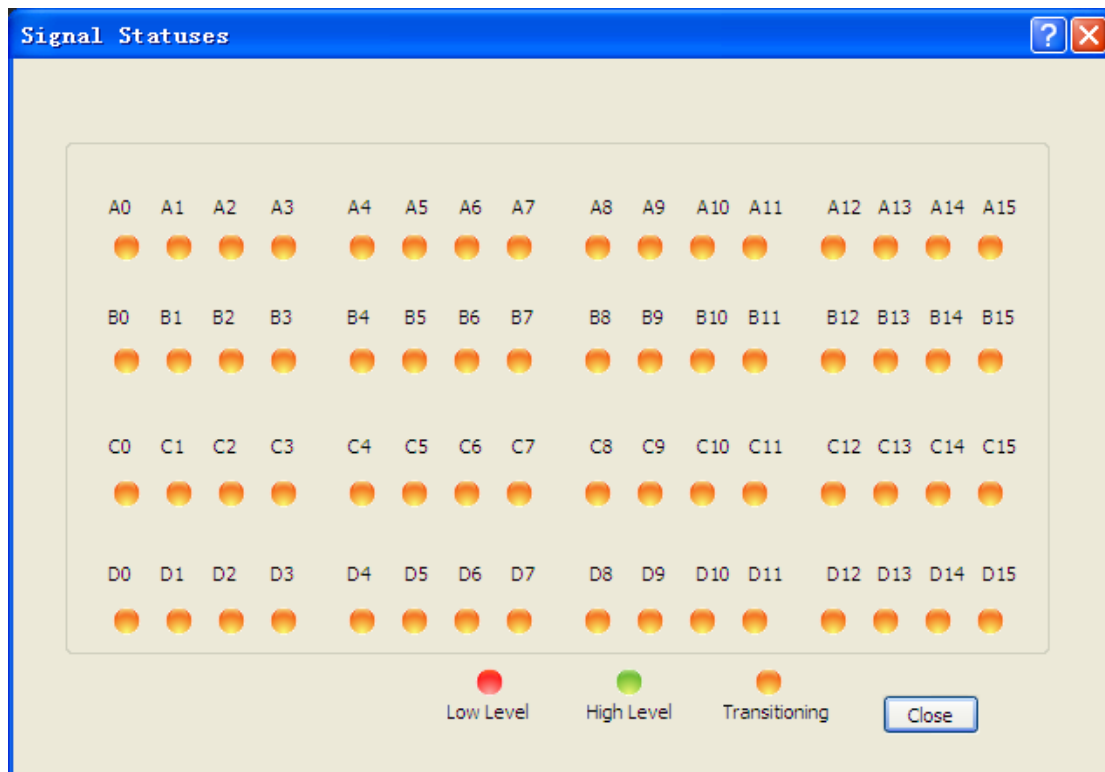 Signal Statuses
A0 A1 A2 A3 A4 A5 A6 A7 A8 A9 A10 A11 A12 A13 A14 A15
B0 B1 B2 B3 B4 B5 B6 B7 B8 B9 B10 B11 B12 B13 B14 B15
C0 C1 C2 C3 C4 C5 C6 C7 C8 C9 C10 C11 C12 C13 C14 C15
D0 D1 D2 D3 D4 D5 D6 D7 D8 D9 D10 D11 D12 D13 D14 D15
Low Level High Level Transitioning Close